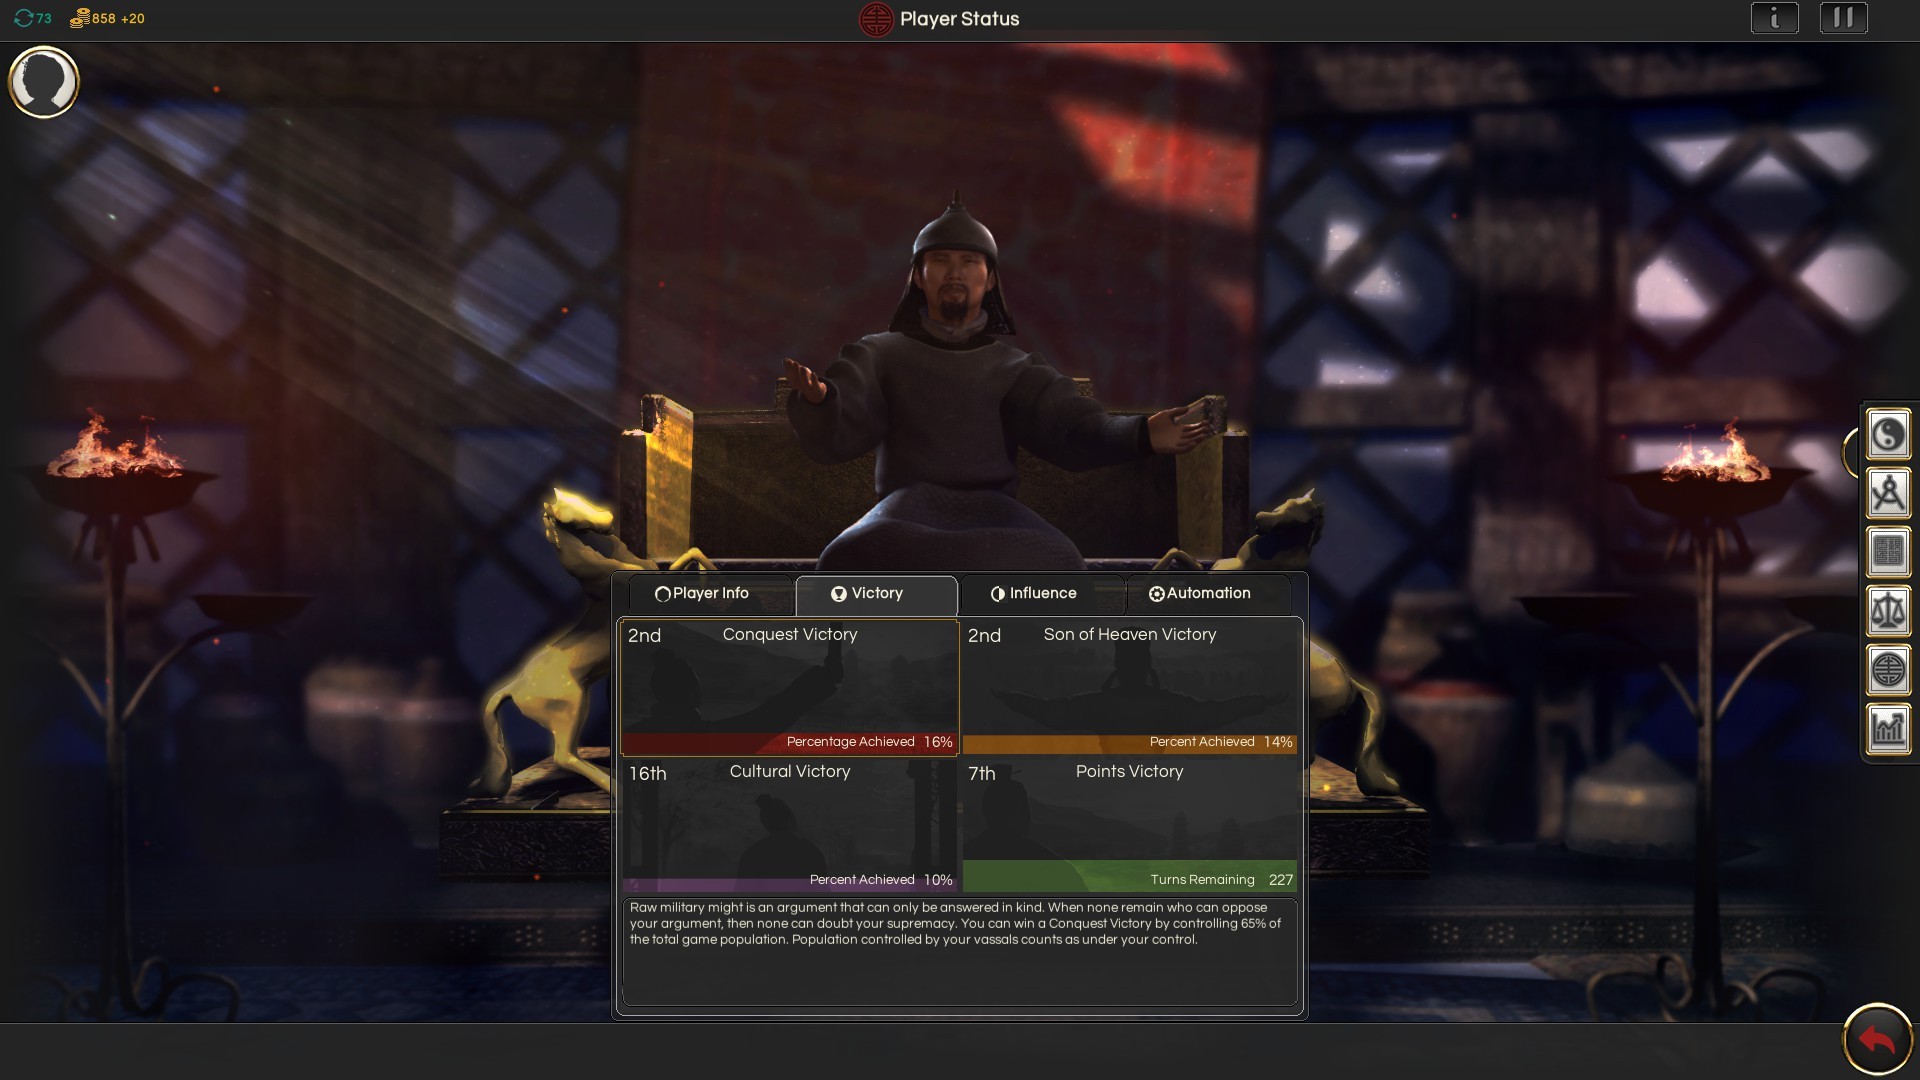 73
858 +20
Player Status
Player Info
Victory
Influence
Automation
2nd
Conquest Victory
Percentage Achieved 16%
2nd
Son of Heaven Victory
Percent Achieved 14%
16th
Cultural Victory
Percent Achieved 10%
7th
Points Victory
Turns Remaining 227
Raw military might is an argument that can only be answered in kind. When none remain who can oppose
your argument, then none can doubt your supremacy. You can win a Conquest Victory by controlling 65% of
the total game population. Population controlled by your vassals counts as under your control.